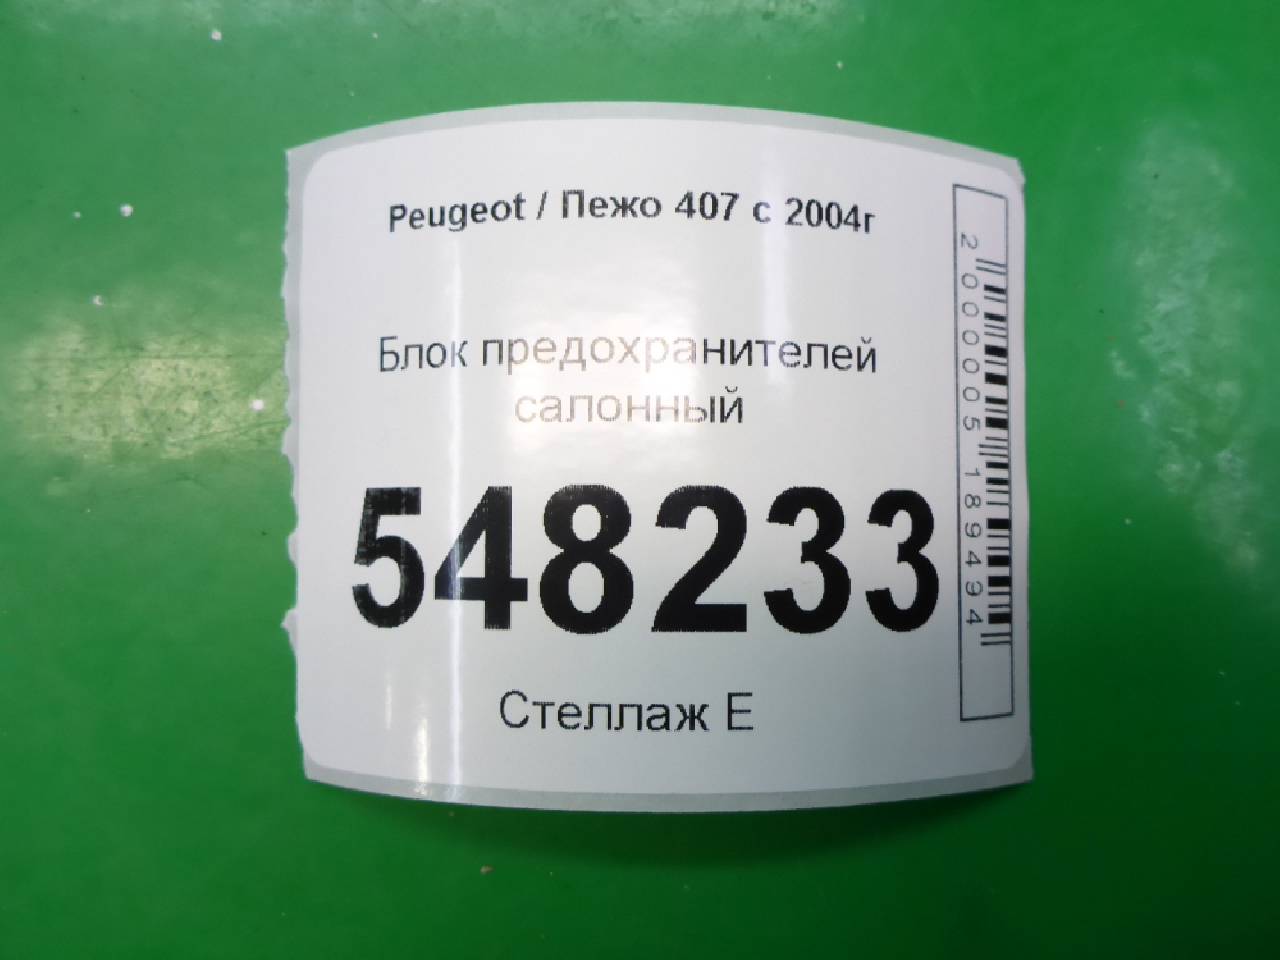 Peugeot / Пежо 407 с 2004г
Блок предохранителей
салонный
548233
Стеллаж Е
2000005189494